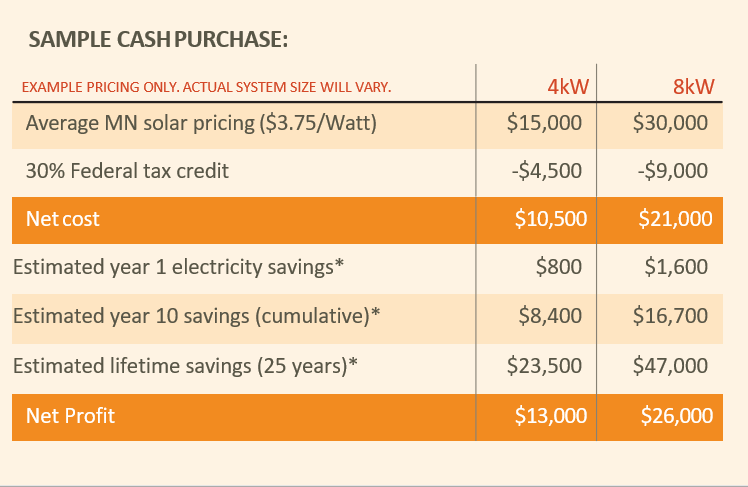 SAMPLE CASH PURCHASE:
EXAMPLE PRICING ONLY. ACTUAL SYSTEM SIZE WILL VARY. 4kW 8kW
Average MN solar pricing ($3.75/Watt) $15,000 $30,000
30% Federal tax credit -$4,500 -$9,000
Net cost $10,500 $21,000
Estimated year 1 electricity savings* $800 $1,600
Estimated year 10 savings (cumulative)* $8,400 $16,700
Estimated lifetime savings (25 years)* $23,500 $47,000
Net Profit $13,000 $26,000